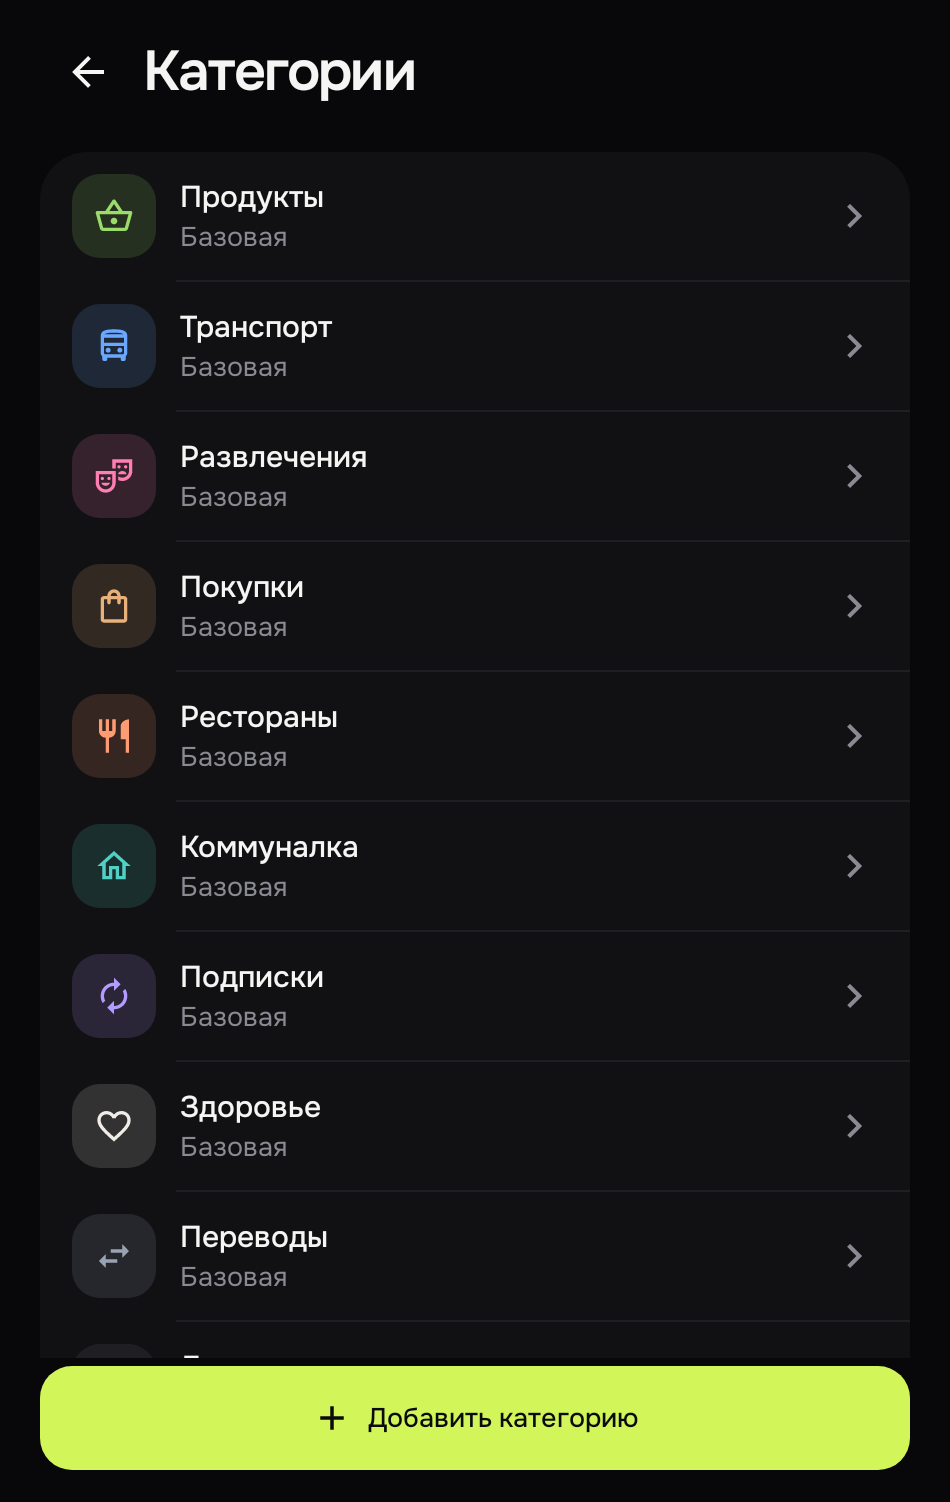 Категории
Продукты
Базовая
Транспорт
Базовая
Развлечения
Базовая
Покупки
Базовая
Рестораны
Базовая
Коммуналка
Базовая
Подписки
Базовая
Здоровье
Базовая
Переводы
Базовая
Добавить категорию